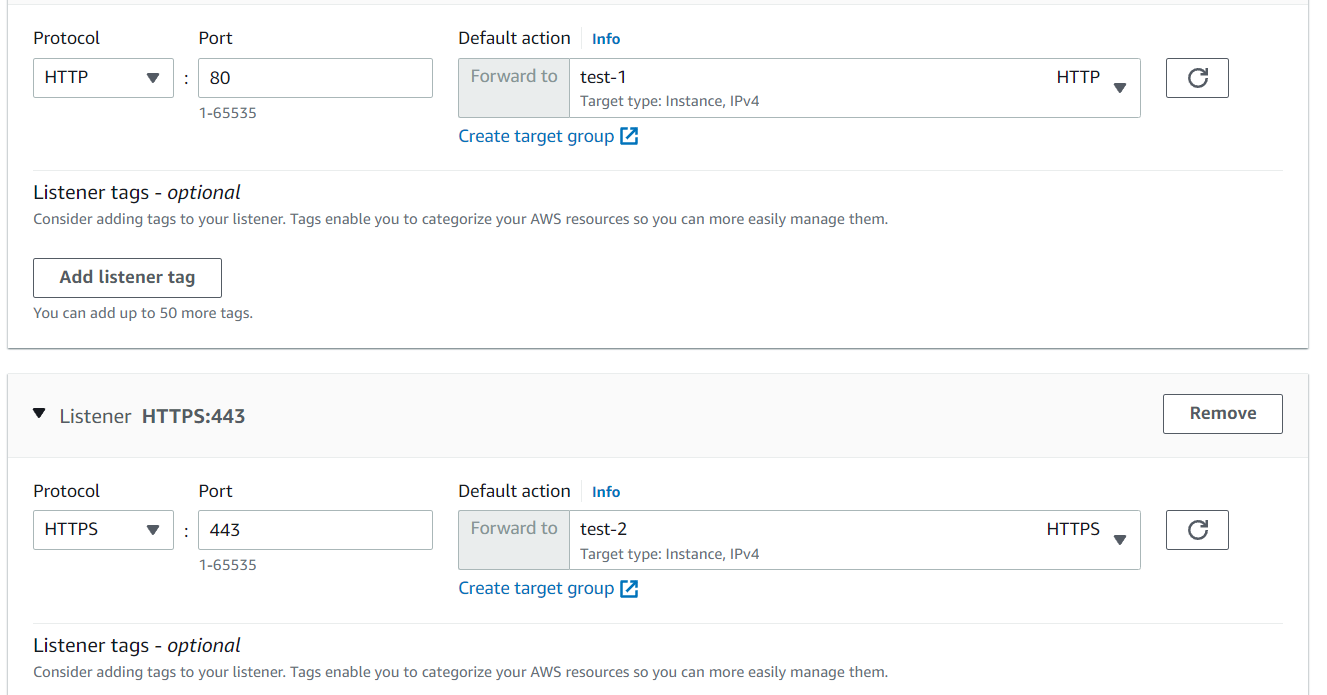 Protocol Port Default action Info
HTTP : 80 Forward to test-1 HTTP
Target type: Instance, IPv4
1-65535
Create target group
Listener tags - optional
Consider adding tags to your listener. Tags enable you to categorize your AWS resources so you can more easily manage them.
Add listener tag
You can add up to 50 more tags.
Listener HTTPS:443 Remove
Protocol Port Default action Info
HTTPS : 443 Forward to test-2 HTTPS
Target type: Instance, IPv4
1-65535
Create target group
Listener tags - optional
Consider adding tags to your listener. Tags enable you to categorize your AWS resources so you can more easily manage them.